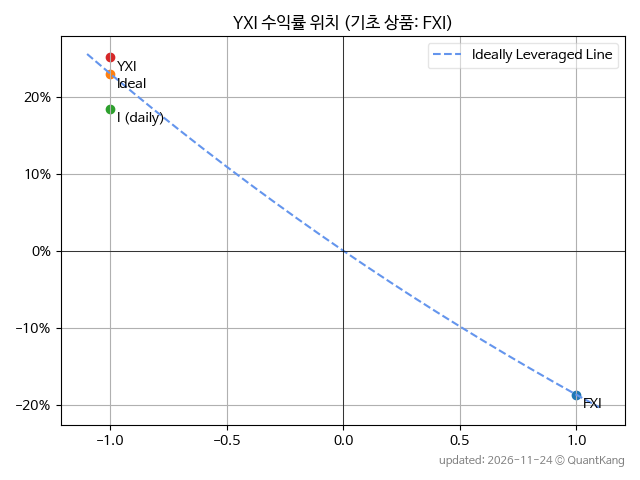 YXI 수익률 위치 (기초 상품: FXI)
Ideally Leveraged Line
YXI
Ideal
I (daily)
FXI
20%
10%
0%
−10%
−20%
−1.0
−0.5
0.0
0.5
1.0
updated: 2026-11-24 © QuantKang